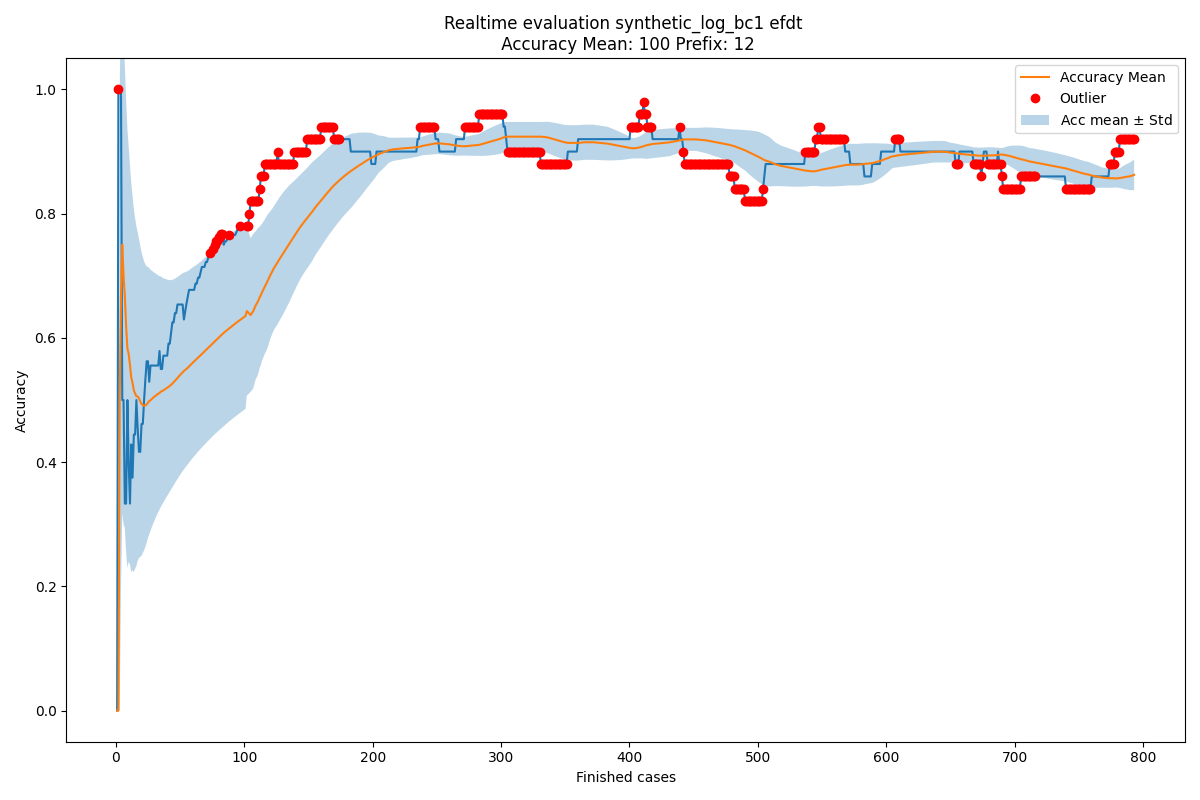 Realtime evaluation synthetic_log_bc1 efdt
Accuracy Mean: 100 Prefix: 12
Accuracy Mean
Outlier
Acc mean ± Std
1.0
0.8
0.6
0.4
0.2
0.0
Accuracy
0 100 200 300 400 500 600 700 800
Finished cases